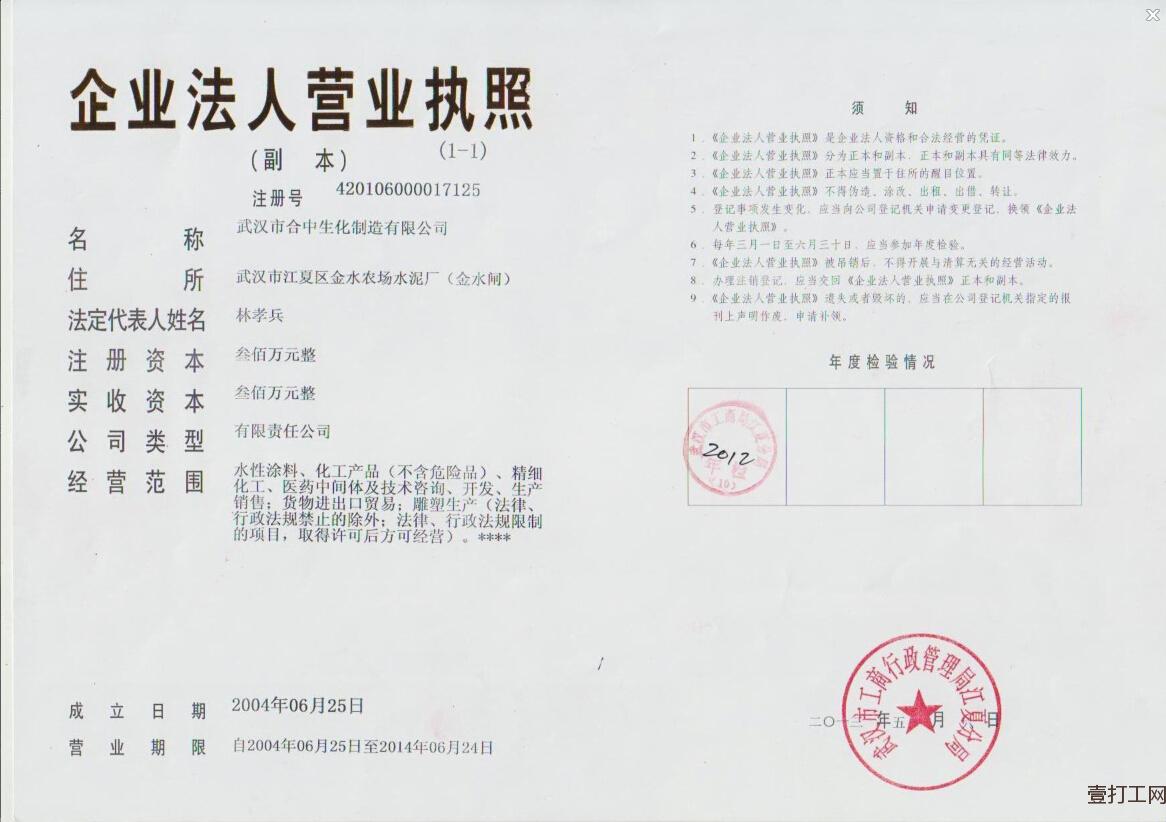 企业法人营业执照
（副 本） (1-1)
注册号 420106000017125
名 称 武汉市合中生化制造有限公司
住 所 武汉市江夏区金水农场水泥厂（金水闸）
法定代表人姓名 林孝兵
注册资本 叁佰万元整
实收资本 叁佰万元整
公司类型 有限责任公司
经营范围 水性涂料、化工产品（不含危险品）、精细
化工、医药中间体及技术咨询、开发、生产
销售；货物进出口贸易；雕塑生产（法律、
行政法规禁止的除外；法律、行政法规限制
的项目，取得许可后方可经营）。****
成立日期 2004年06月25日
营业期限 自2004年06月25日至2014年06月24日
须 知
1．《企业法人营业执照》是企业法人资格和合法经营的凭证。
2．《企业法人营业执照》分为正本和副本，正本和副本具有同等法律效力。
3．《企业法人营业执照》正本应当置于住所的醒目位置。
4．《企业法人营业执照》不得伪造、涂改、出租、出借、转让。
5．登记事项发生变化，应当向公司登记机关申请变更登记，换领《企业法
人营业执照》。
6．每年三月一日至六月三十日，应当参加年度检验。
7．《企业法人营业执照》被吊销后，不得开展与清算无关的经营活动。
8．办理注销登记，应当交回《企业法人营业执照》正本和副本。
9．《企业法人营业执照》遗失或者毁坏的，应当在公司登记机关指定的报
刊上声明作废，申请补领。
年度检验情况
武汉市工商局江夏分局
2012
年检
(10)
武汉市工商行政管理局江夏分局
二〇一三年五月 日
壹打工网